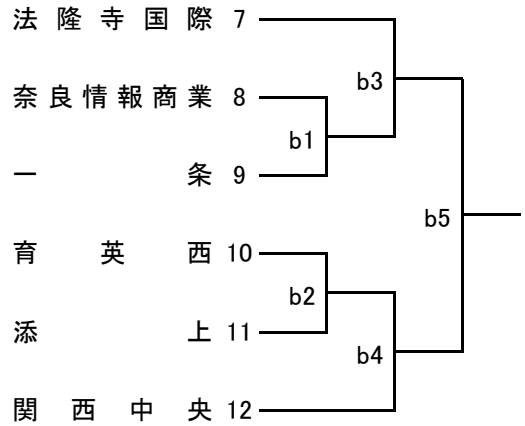 法隆寺国際 7
b3
奈良情報商業 8
b1
一条 9
b5
育英西 10
b2
添上 11
b4
関西中央 12